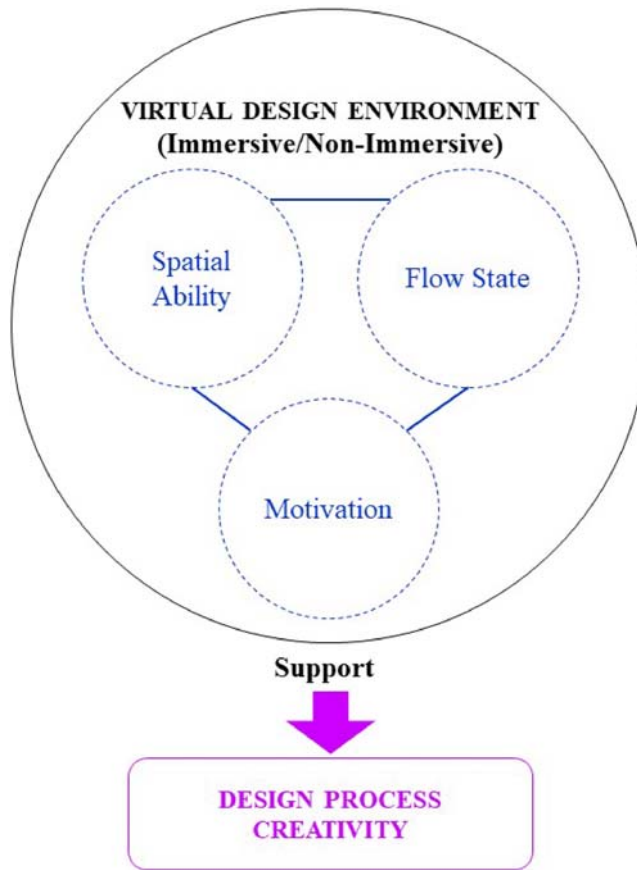 VIRTUAL DESIGN ENVIRONMENT
(Immersive/Non-Immersive)
Spatial
Ability
Flow State
Motivation
Support
DESIGN PROCESS
CREATIVITY